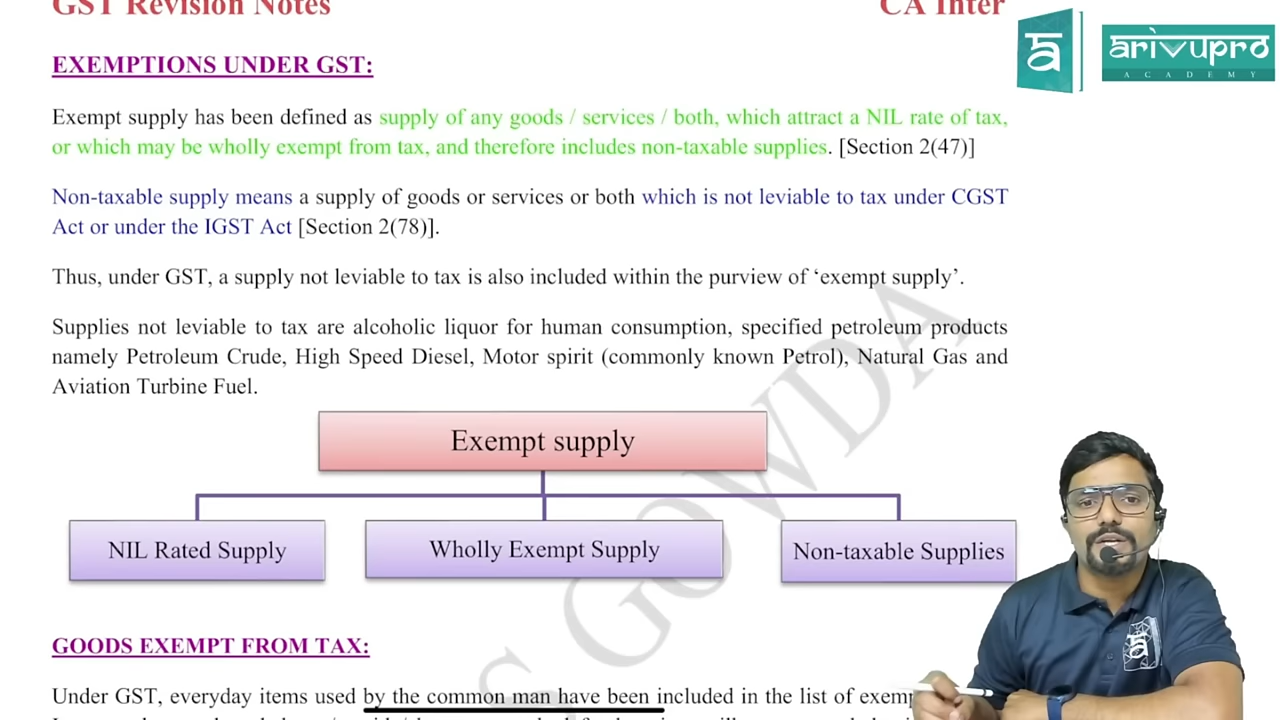 GST Revision Notes CA Inter
arivupro
ACADEMY
EXEMPTIONS UNDER GST:
Exempt supply has been defined as supply of any goods / services / both, which attract a NIL rate of tax,
or which may be wholly exempt from tax, and therefore includes non-taxable supplies. [Section 2(47)]
Non-taxable supply means a supply of goods or services or both which is not leviable to tax under CGST
Act or under the IGST Act [Section 2(78)].
Thus, under GST, a supply not leviable to tax is also included within the purview of ‘exempt supply’.
Supplies not leviable to tax are alcoholic liquor for human consumption, specified petroleum products
namely Petroleum Crude, High Speed Diesel, Motor spirit (commonly known Petrol), Natural Gas and
Aviation Turbine Fuel.
Exempt supply
NIL Rated Supply Wholly Exempt Supply Non-taxable Supplies
S GOWDA
GOODS EXEMPT FROM TAX:
Under GST, everyday items used by the common man have been included in the list of